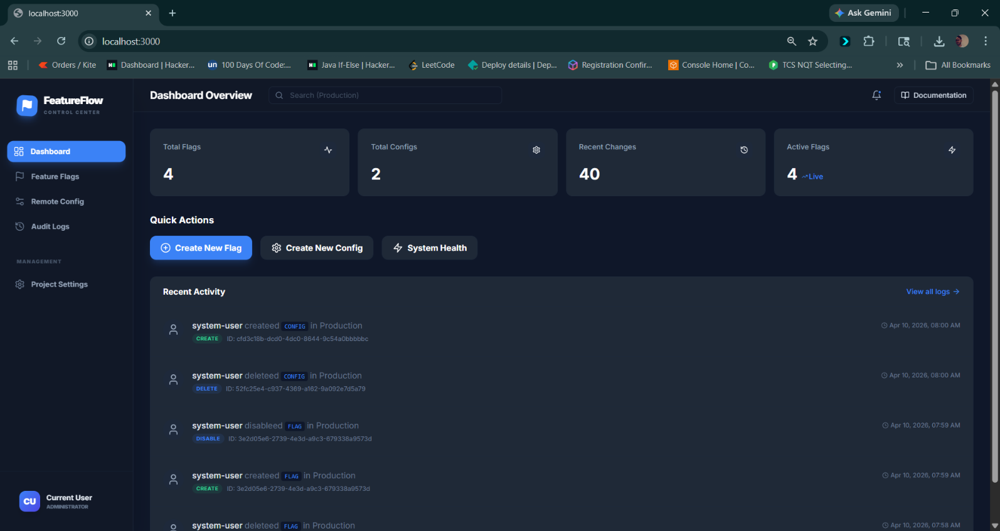 localhost:3000
Ask Gemini
localhost:3000
Orders / Kite
Dashboard | Hacker...
un 100 Days Of Code:...
Java If-Else | Hacker...
LeetCode
Deploy details | Dep...
Registration Confir...
Console Home | Co...
TCS NQT Selecting...
All Bookmarks
FeatureFlow
CONTROL CENTER
Dashboard Overview
Search (Production)
Documentation
Dashboard
Feature Flags
Remote Config
Audit Logs
MANAGEMENT
Project Settings
Total Flags
4
Total Configs
2
Recent Changes
40
Active Flags
4 Live
Quick Actions
Create New Flag
Create New Config
System Health
Recent Activity
View all logs →
system-user createed CONFIG in Production
Apr 10, 2026, 08:00 AM
CREATE ID: cfd3c18b-dcd0-4dc0-8644-9c54a0bbbbbc
system-user deleteed CONFIG in Production
Apr 10, 2026, 08:00 AM
DELETE ID: 52fc25e4-c937-4369-a162-9a092e7d5a79
system-user disableed FLAG in Production
Apr 10, 2026, 07:59 AM
DISABLE ID: 3e2d05e6-2739-4e3d-a9c3-679338a9573d
system-user createed FLAG in Production
Apr 10, 2026, 07:59 AM
CREATE ID: 3e2d05e6-2739-4e3d-a9c3-679338a9573d
system-user deleteed FLAG in Production
Apr 10, 2026, 07:58 AM
CU
Current User
ADMINISTRATOR